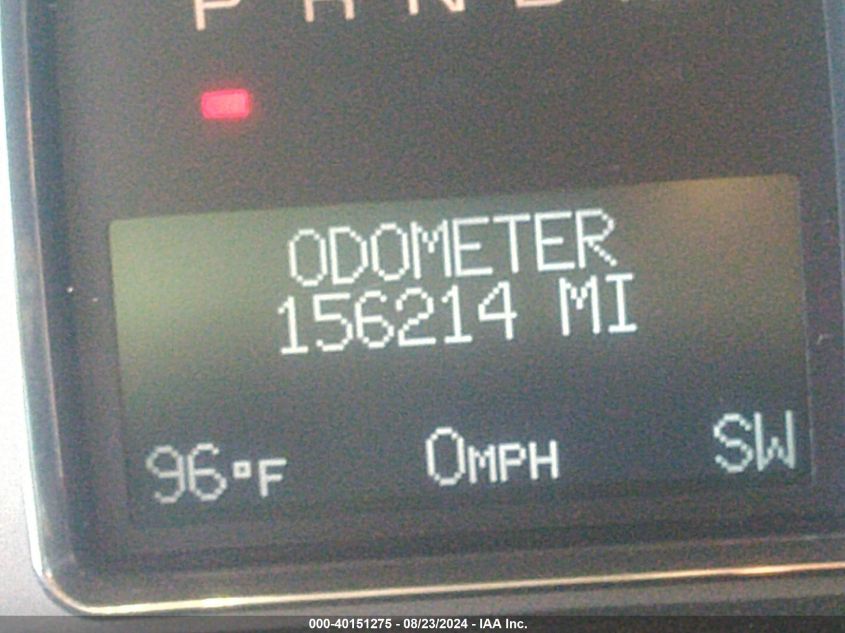 P R N D
ODOMETER
156214 MI
96°F 0MPH SW
000-40151275 - 08/23/2024 - IAA Inc.